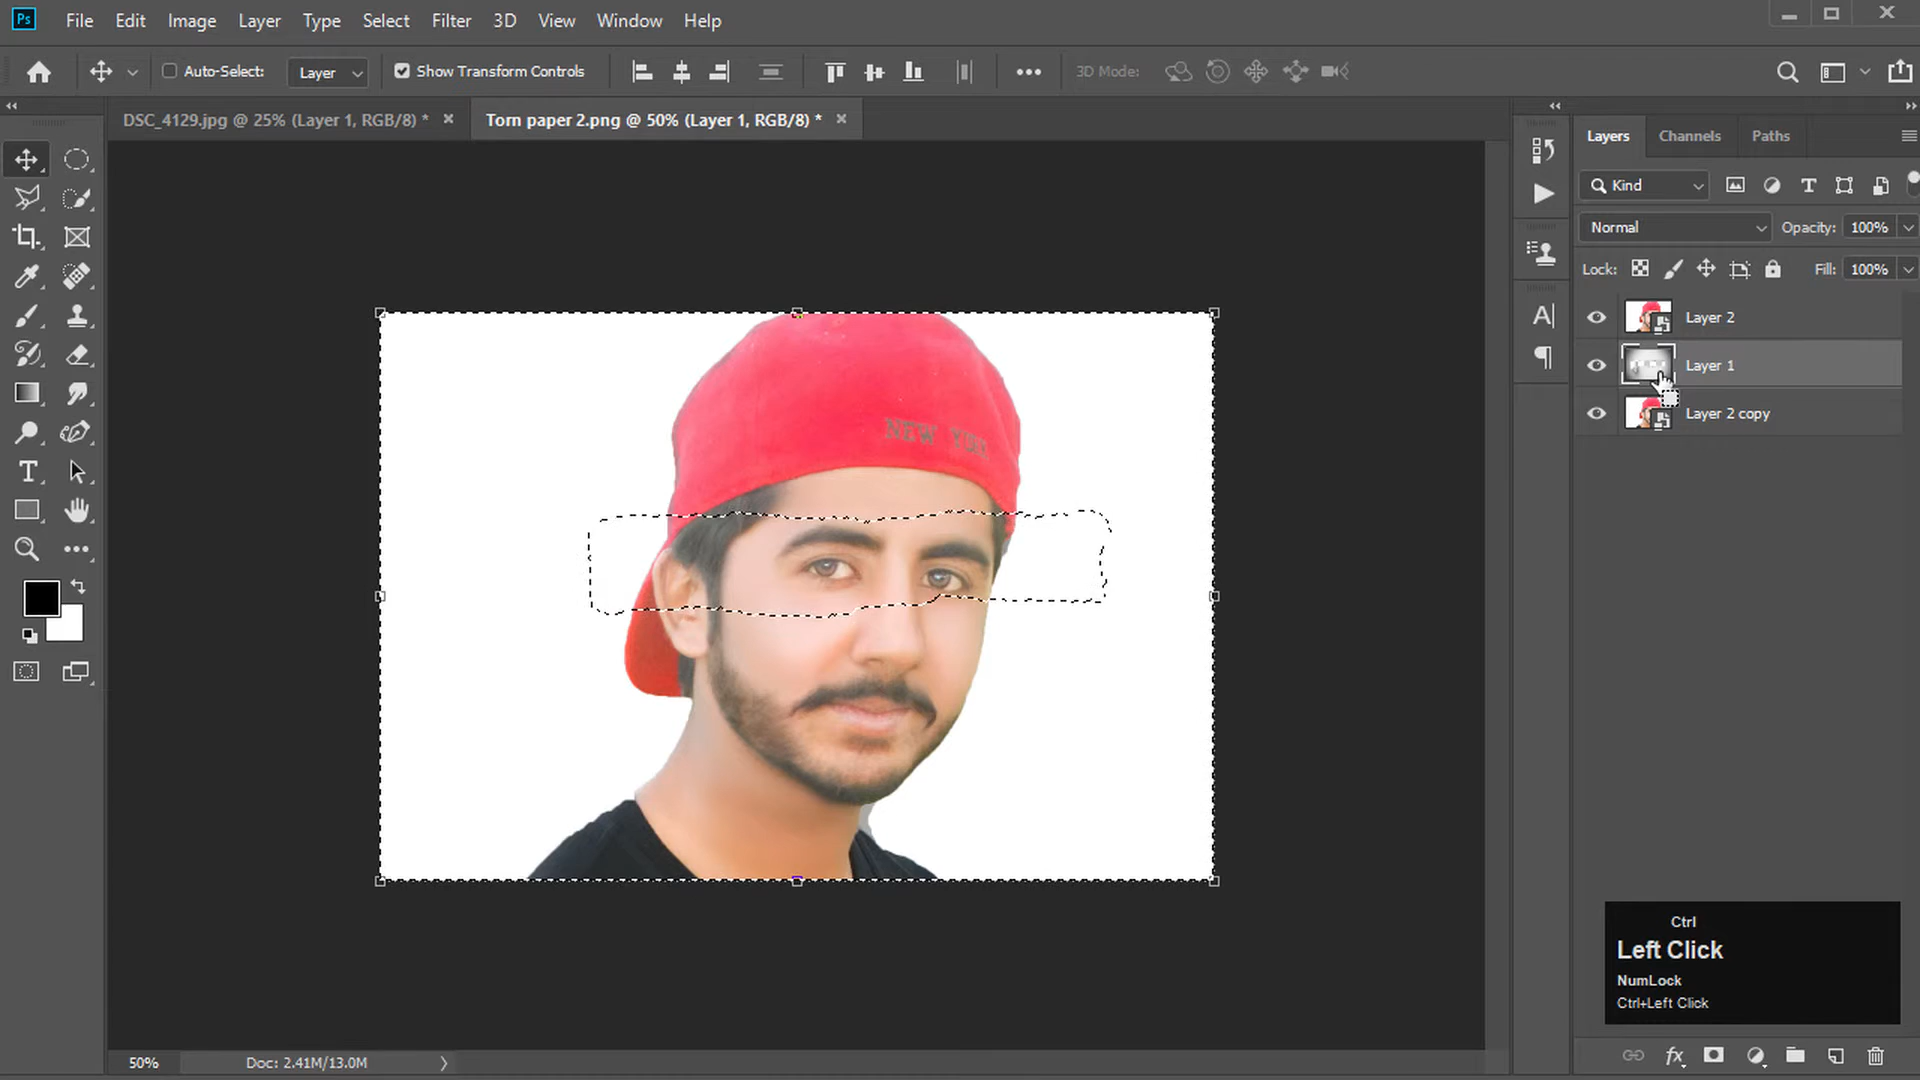 Ps File Edit Image Layer Type Select Filter 3D View Window Help
Auto-Select: Layer Show Transform Controls 3D Mode:
DSC_4129.jpg @ 25% (Layer 1, RGB/8) * Torn paper 2.png @ 50% (Layer 1, RGB/8) *
Layers Channels Paths
Kind
Normal Opacity: 100%
Lock: Fill: 100%
Layer 2
Layer 1
Layer 2 copy
NEW YORK
Ctrl
Left Click
NumLock
Ctrl+Left Click
50% Doc: 2.41M/13.0M
fx